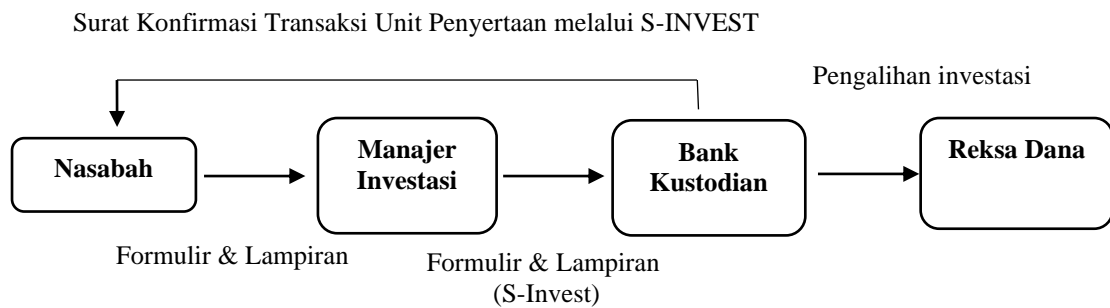 Surat Konfirmasi Transaksi Unit Penyertaan melalui S-INVEST
Pengalihan investasi
Nasabah
Manajer
Investasi
Bank
Kustodian
Reksa Dana
Formulir & Lampiran
Formulir & Lampiran
(S-Invest)